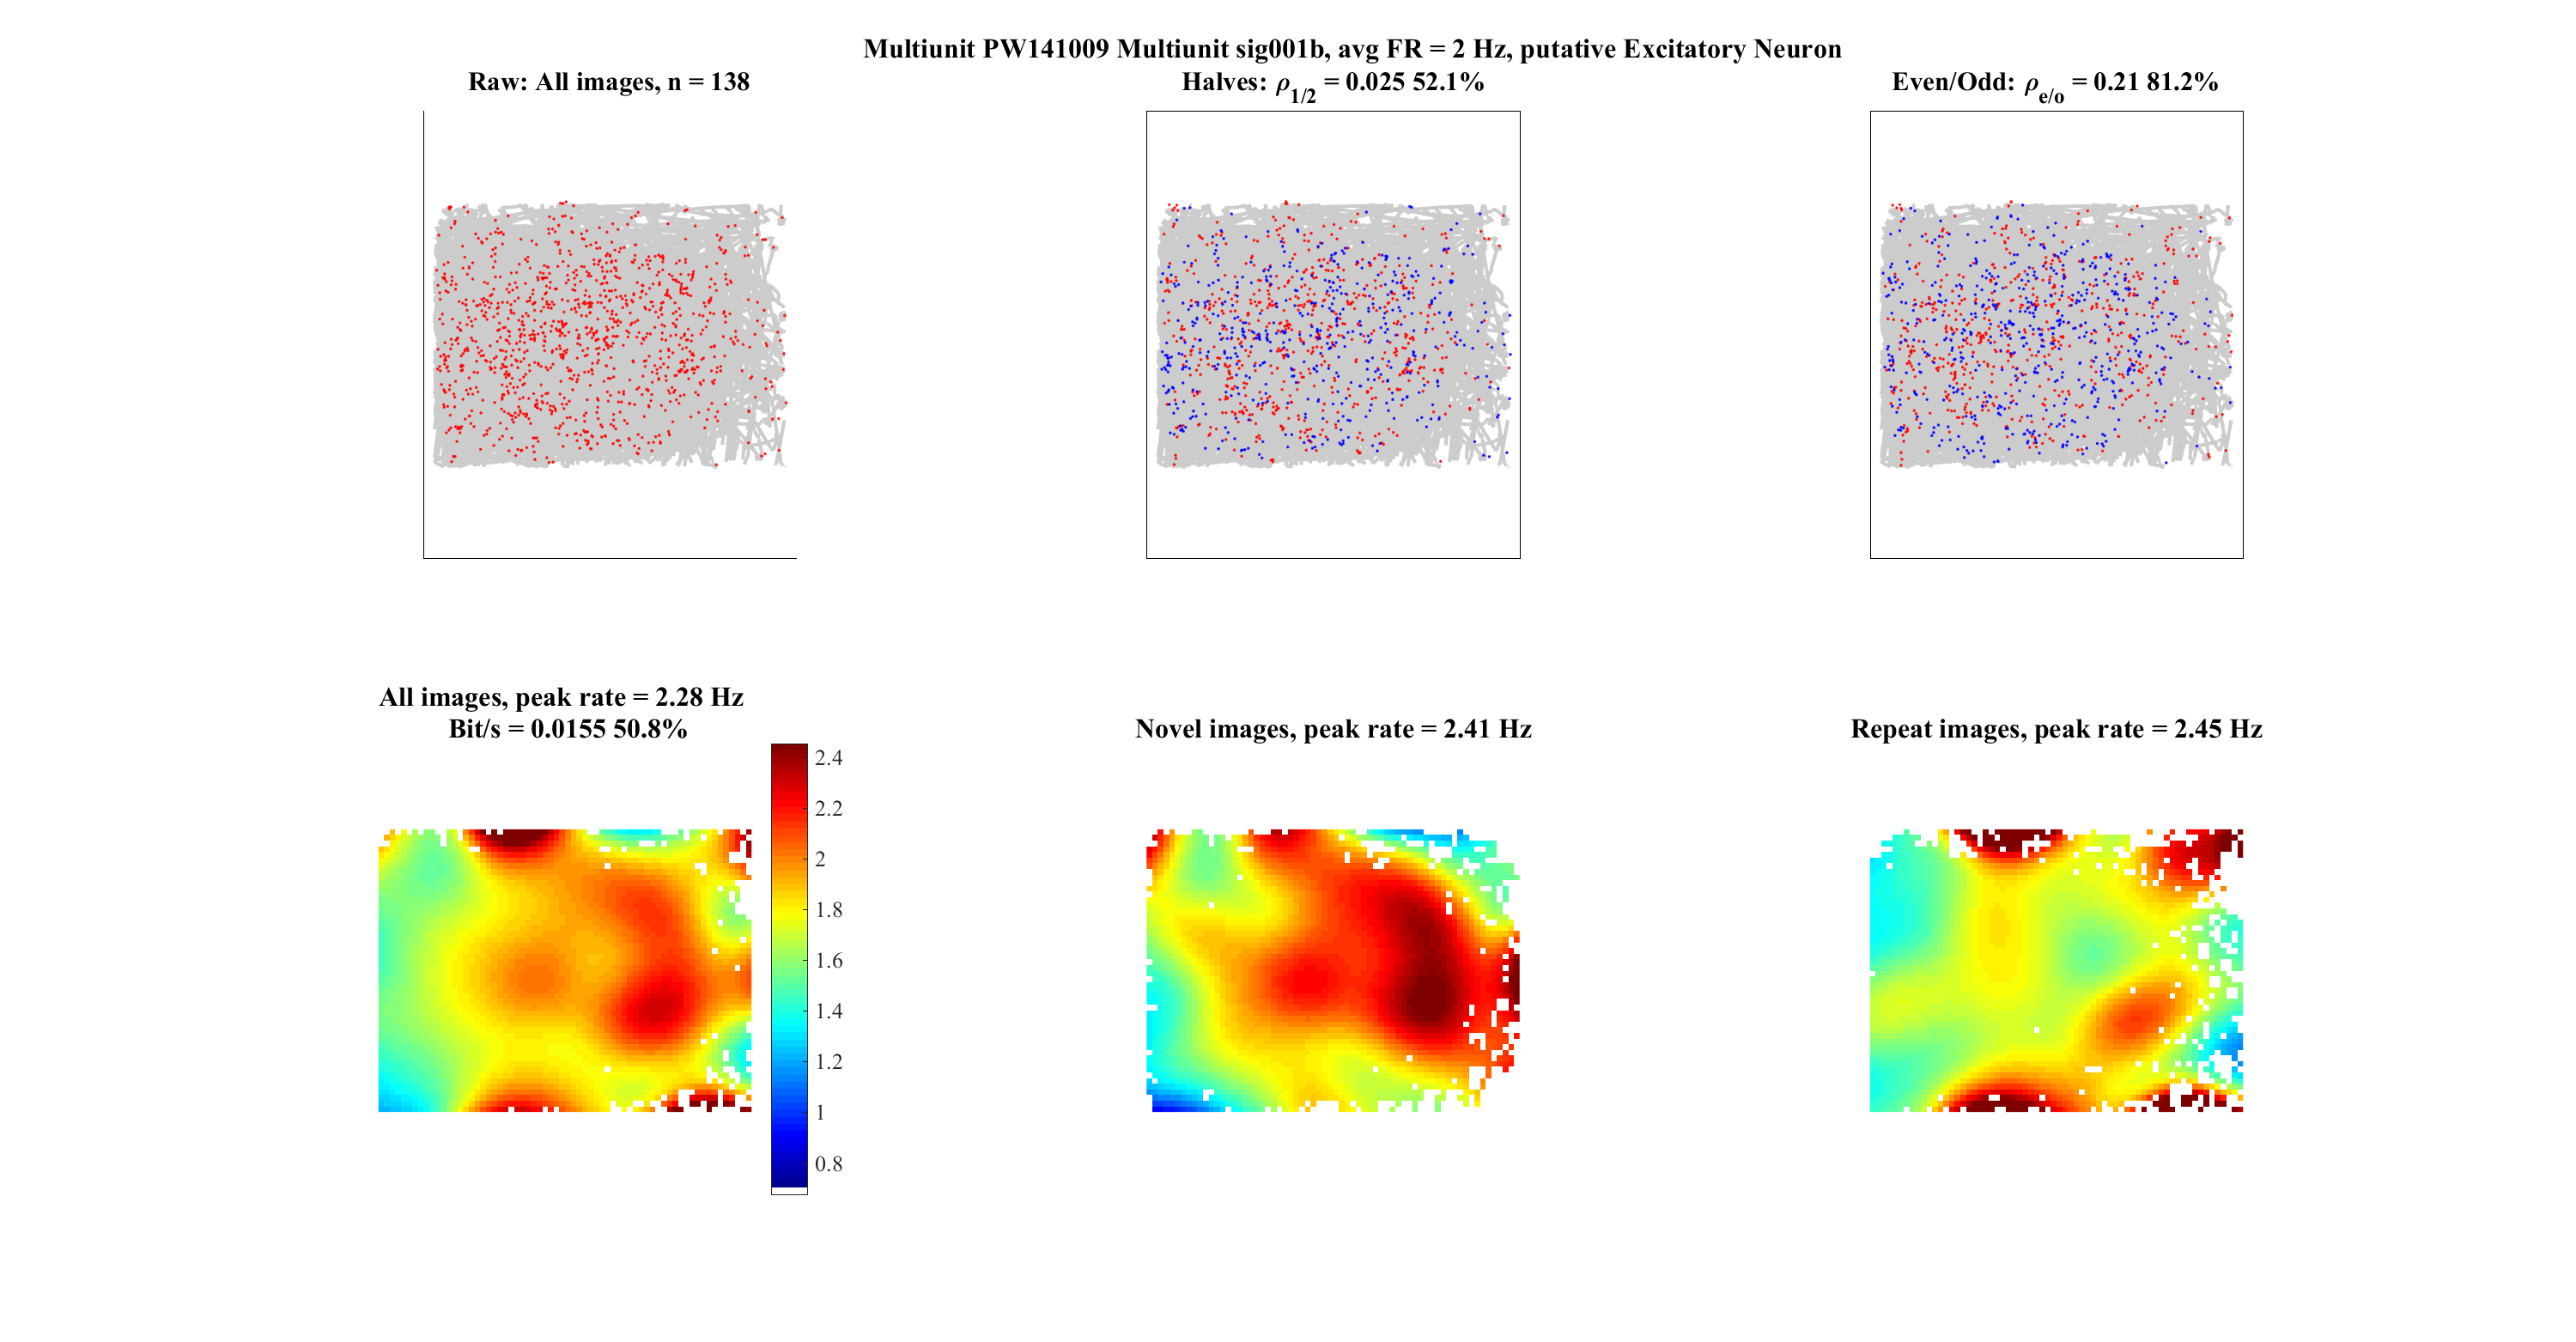 Multiunit PW141009 Multiunit sig001b, avg FR = 2 Hz, putative Excitatory Neuron
Raw: All images, n = 138
Halves: ρ1/2 = 0.025 52.1%
Even/Odd: ρe/o = 0.21 81.2%
All images, peak rate = 2.28 Hz
Bit/s = 0.0155 50.8%
2.4
2.2
2
1.8
1.6
1.4
1.2
1
0.8
Novel images, peak rate = 2.41 Hz
Repeat images, peak rate = 2.45 Hz